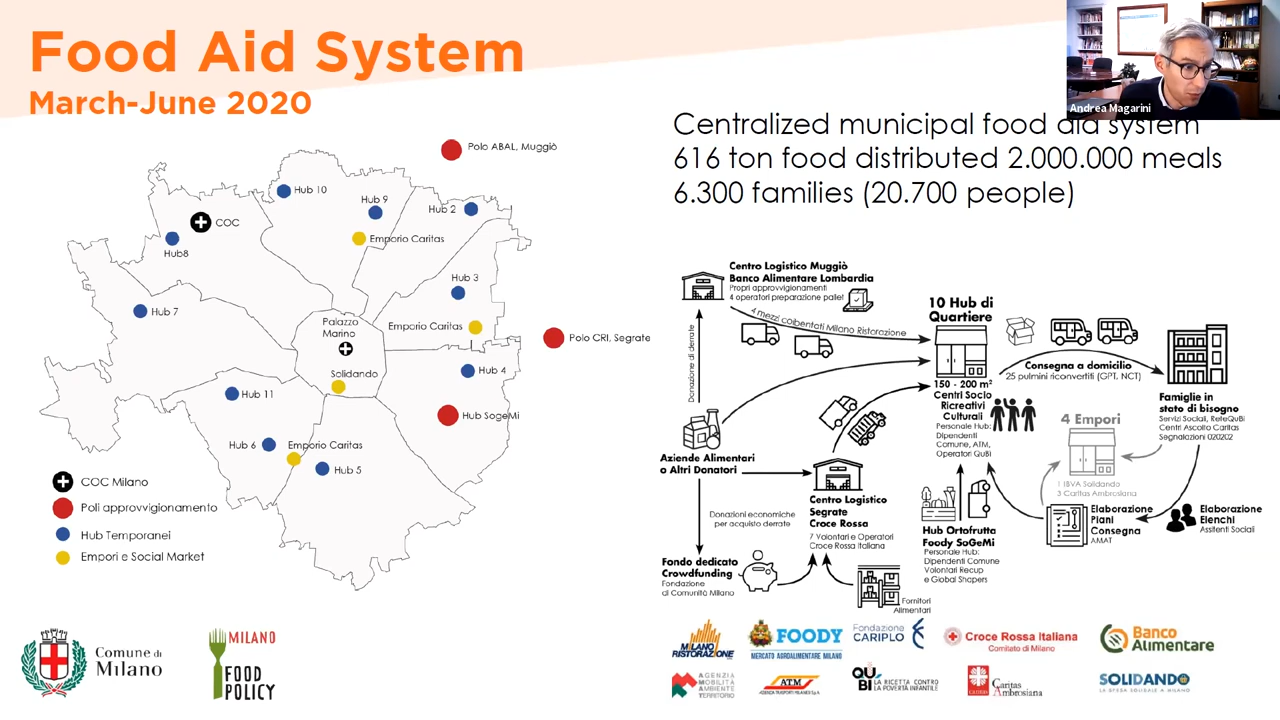 Food Aid System
March-June 2020
Andrea Magarini
Centralized municipal food aid system
616 ton food distributed 2.000.000 meals
6.300 families (20.700 people)
Polo ABAL, Muggiò
Hub 10
Hub 9
Hub 2
COC
Emporio Caritas
Hub8
Hub 3
Hub 7
Palazzo
Marino
Emporio Caritas
Polo CRI, Segrate
Solidando
Hub 4
Hub 11
Hub SogeMi
Hub 6
Emporio Caritas
Hub 5
COC Milano
Poli approvvigionamento
Hub Temporanei
Empori e Social Market
Centro Logistico Muggiò
Banco Alimentare Lombardia
Propri approvvigionamenti
4 operatori preparazione pallet
4 mezzi coibentati Milano Ristorazione
Donazione di derrate
10 Hub di
Quartiere
150 - 200 m²
Centri Socio
Ricreativi
Culturali
Personale Hub:
Dipendenti
Comune, ATM,
Operatori QuBi
Consegna a domicilio
25 pulmini riconvertiti (GPT, NCT)
Famiglie in
stato di bisogno
Servizi Sociali, ReteQuBi
Centri Ascolto Caritas
Segnalazioni 020202
4 Empori
1 IBVA Solidando
3 Caritas Ambrosiana
Aziende Alimentari
o Altri Donatori
Centro Logistico
Segrate
Croce Rossa
7 Volontari e Operatori
Croce Rossa Italiana
Donazioni economiche
per acquisto derrate
Hub Ortofrutta
Foody SoGeMi
Personale Hub:
Dipendenti Comune
Volontari Recup
e Global Shapers
Elaborazione
Piani
Consegna
AMAT
Elaborazione
Elenchi
Assitenti Sociali
Fondo dedicato
Crowdfunding
Fondazione
di Comunità Milano
Fornitori
Alimentari
Comune di
Milano
MILANO
FOOD
POLICY
MILANO
RISTORAZIONE
FOODY
MERCATO AGROALIMENTARE MILANO
Fondazione
CARIPLO
Croce Rossa Italiana
Comitato di Milano
Banco
Alimentare
AGENZIA
MOBILITÀ
AMBIENTE
TERRITORIO
ATM
AZIENDA TRASPORTI MILANESI S.p.A.
QUBI
LA RICETTA CONTRO
LA POVERTÀ INFANTILE
Caritas
Caritas
Ambrosiana
SOLIDANDO
LA SPESA SOLIDALE A MILANO